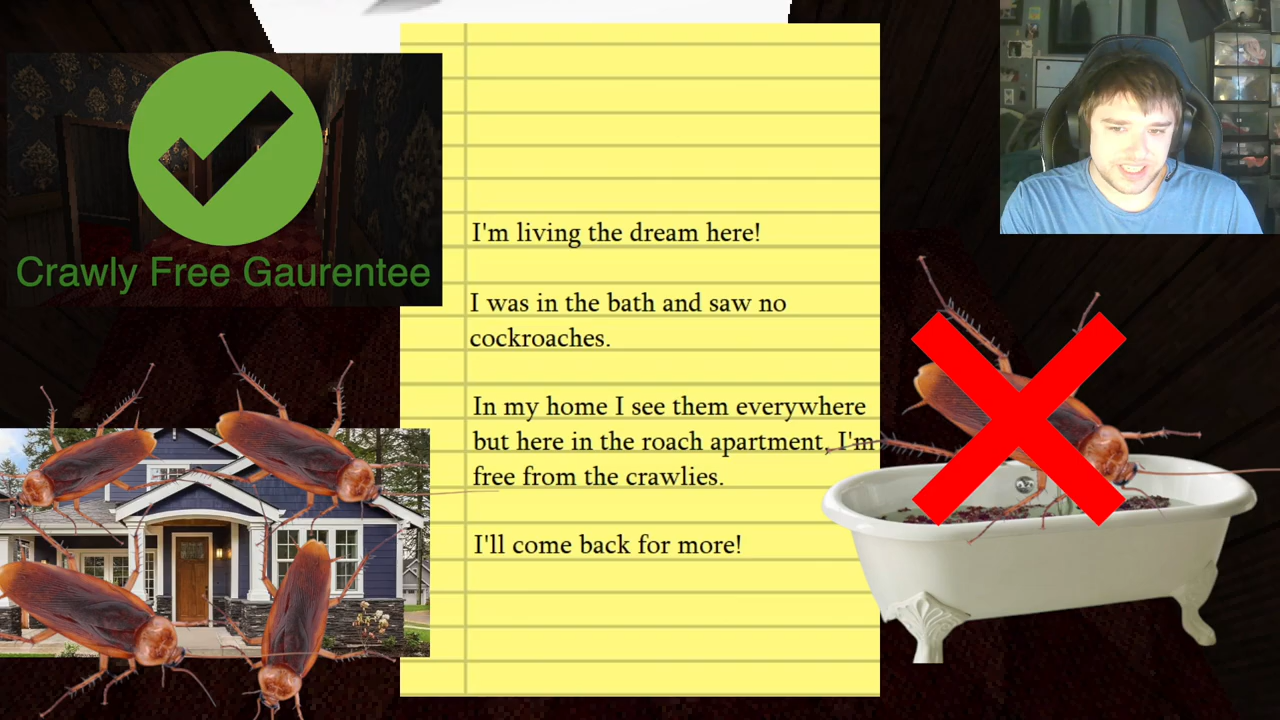 Crawly Free Gaurentee
I'm living the dream here!
I was in the bath and saw no
cockroaches.
In my home I see them everywhere
but here in the roach apartment, I'm
free from the crawlies.
I'll come back for more!